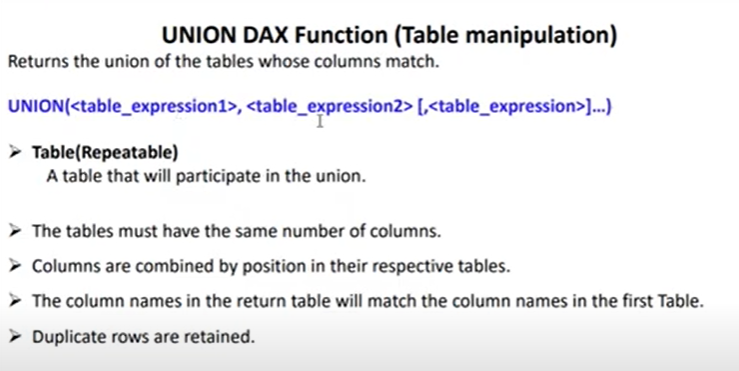 UNION DAX Function (Table manipulation)
Returns the union of the tables whose columns match.
UNION(<table_expression1>, <table_expression2> [,<table_expression>]...)
➢ Table(Repeatable)
A table that will participate in the union.
➢ The tables must have the same number of columns.
➢ Columns are combined by position in their respective tables.
➢ The column names in the return table will match the column names in the first Table.
➢ Duplicate rows are retained.